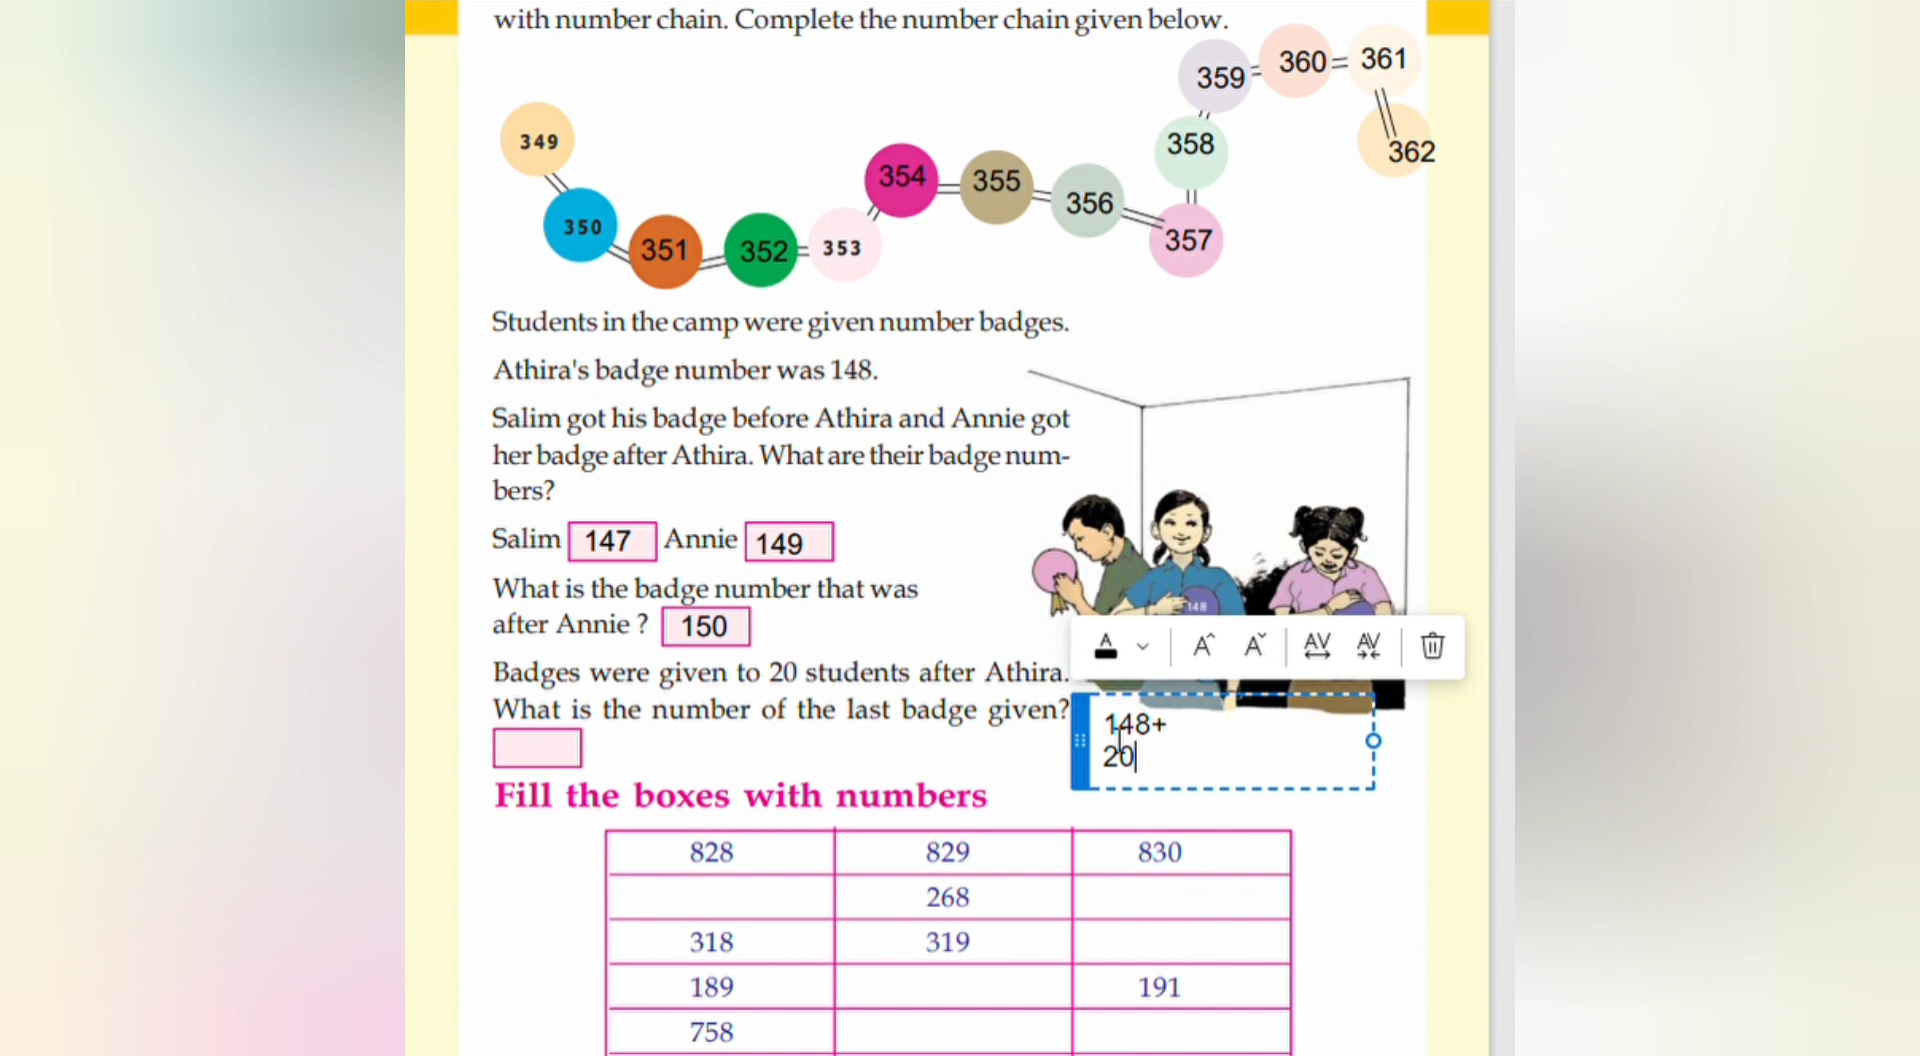 with number chain. Complete the number chain given below.
349
350
351
352
353
354
355
356
357
358
359
360
361
362
Students in the camp were given number badges.
Athira's badge number was 148.
Salim got his badge before Athira and Annie got
her badge after Athira. What are their badge num-
bers?
Salim 147 Annie 149
What is the badge number that was
after Annie ? 150
148
Badges were given to 20 students after Athira.
What is the number of the last badge given?
A A A AV AV
148+
20
Fill the boxes with numbers
828 829 830
268
318 319
189 191
758